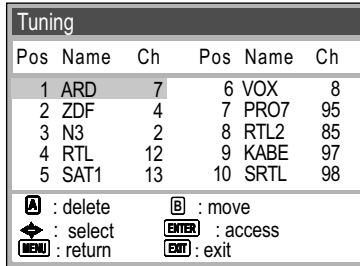 Tuning
Pos Name Ch Pos Name Ch
1 ARD 7 6 VOX 8
2 ZDF 4 7 PRO7 95
3 N3 2 8 RTL2 85
4 RTL 12 9 KABE 97
5 SAT1 13 10 SRTL 98
A : delete B : move
: select ENTER : access
MENU : return EXIT : exit